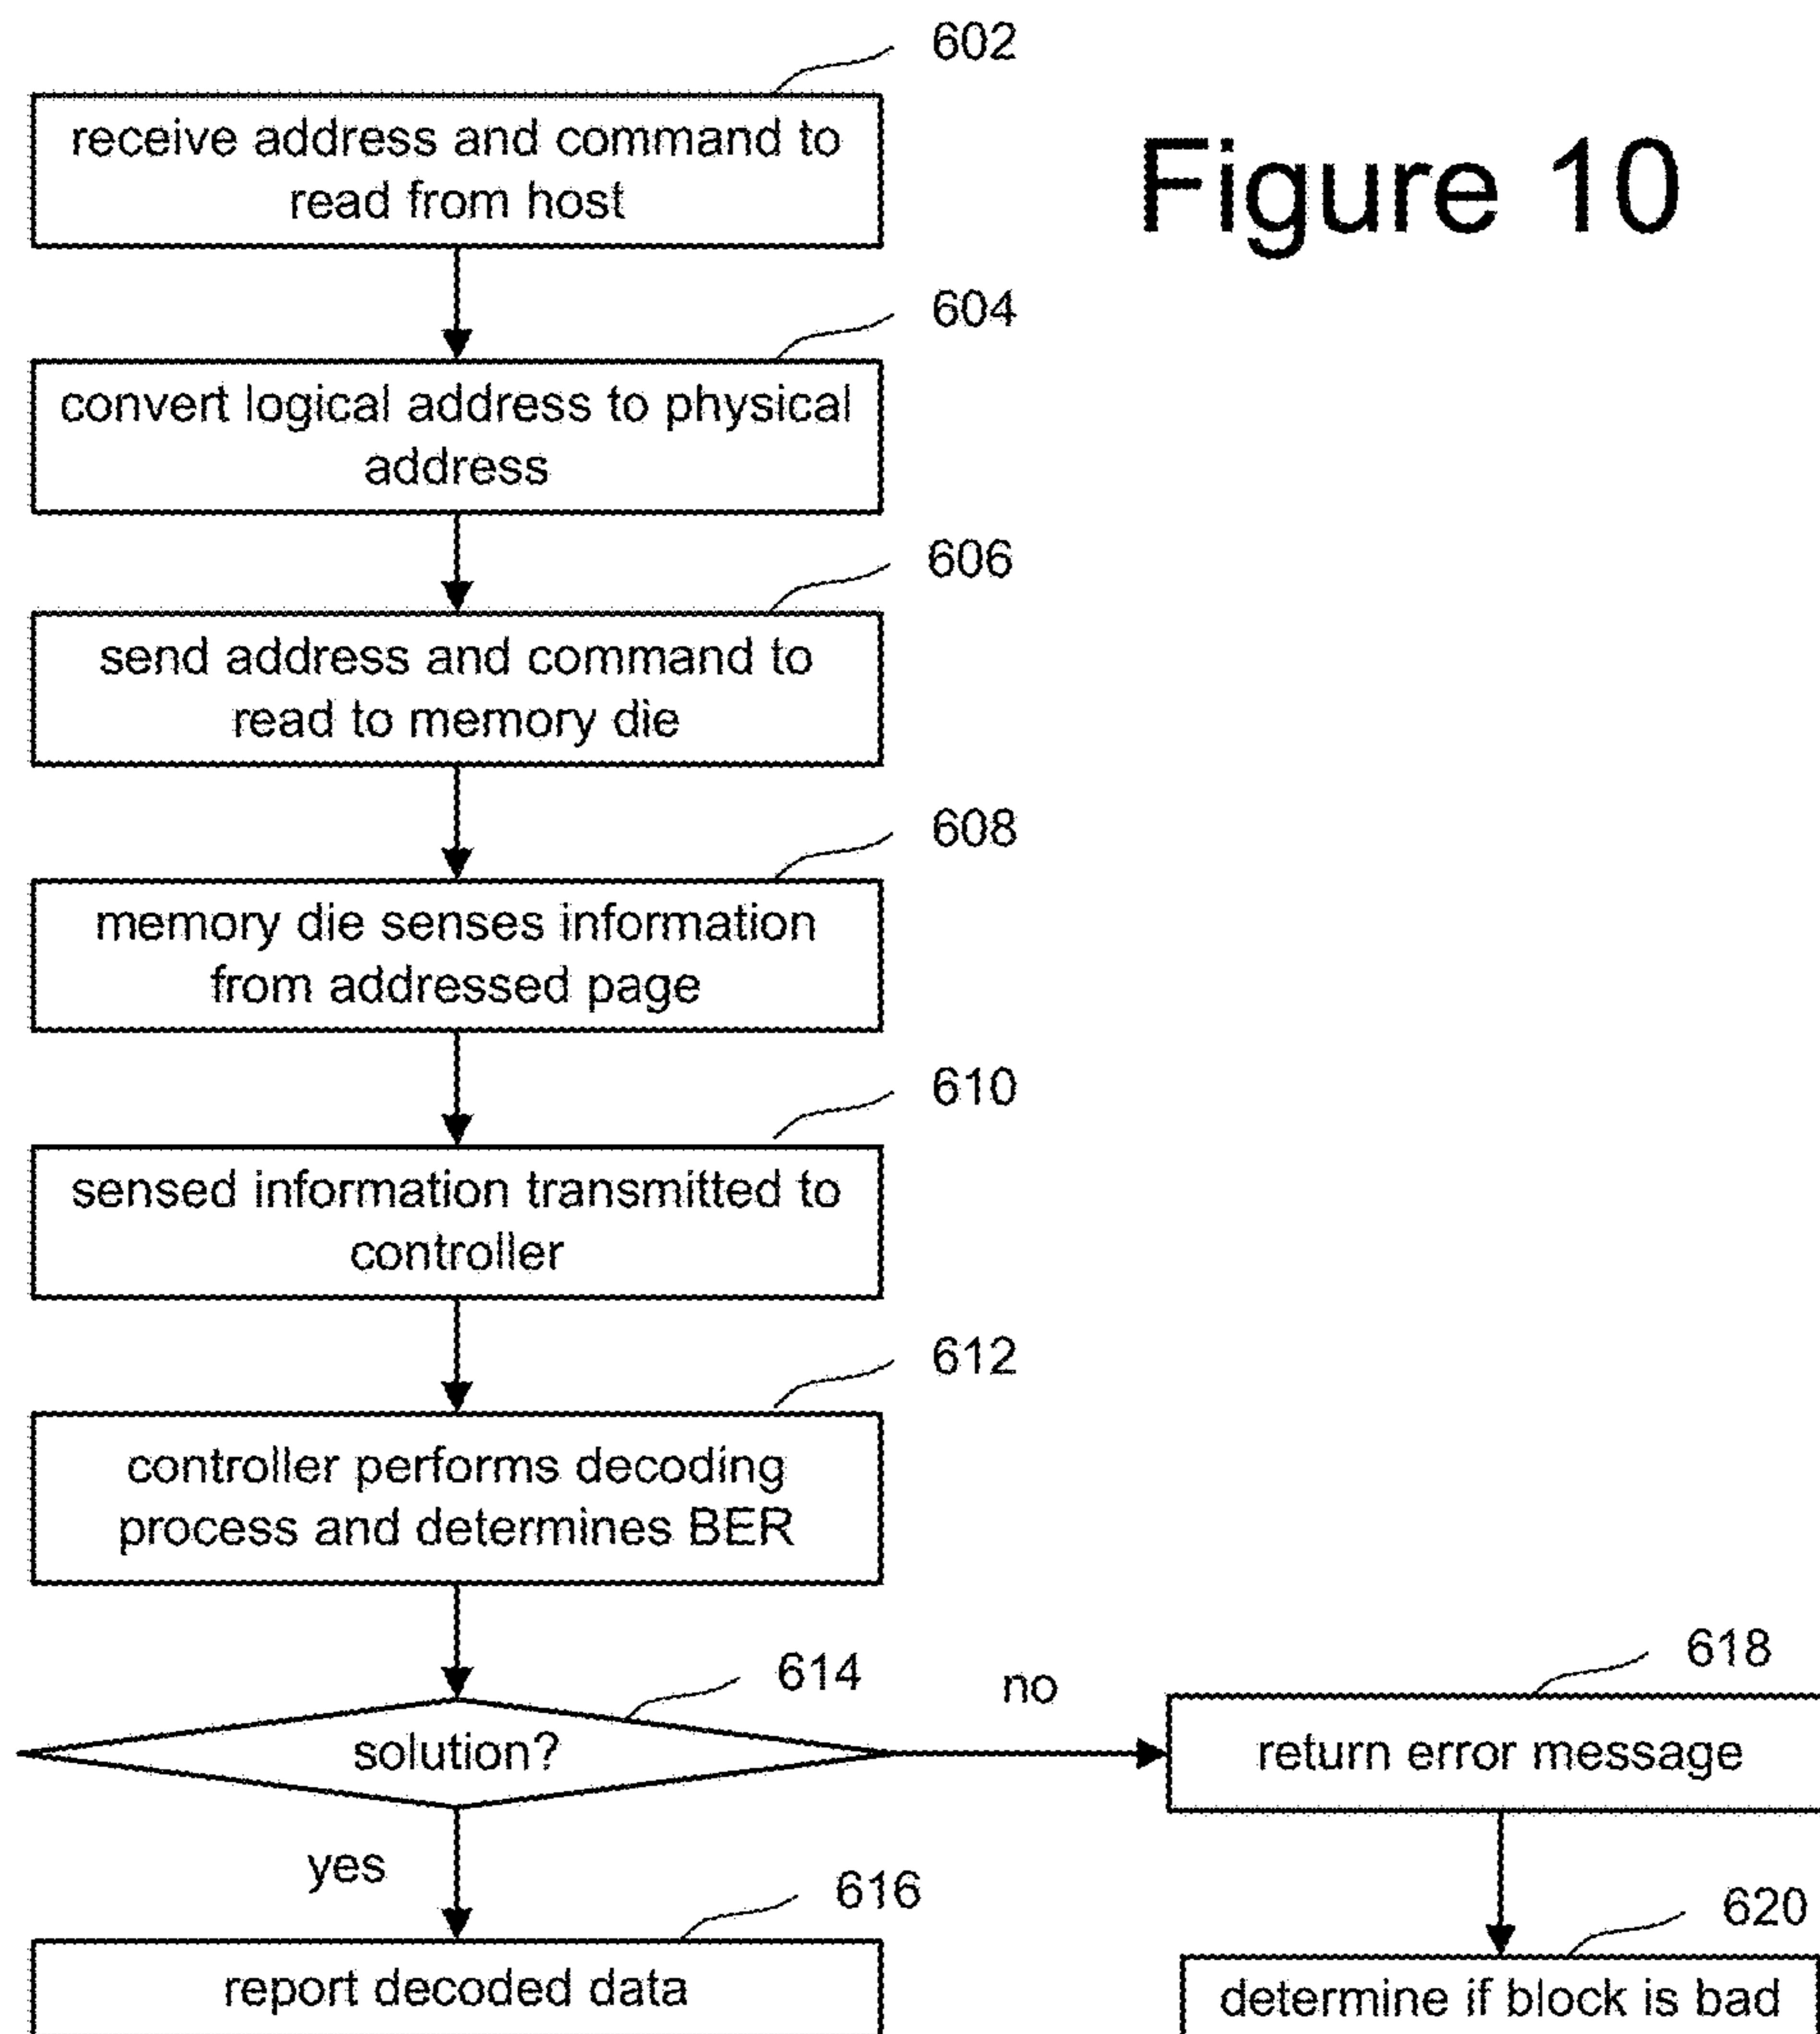 602
receive address and command to
read from host
Figure 10
604
convert logical address to physical
address
606
send address and command to
read to memory die
608
memory die senses information
from addressed page
610
sensed information transmitted to
controller
612
controller performs decoding
process and determines BER
614
solution?
no
618
return error message
yes
616
report decoded data
620
determine if block is bad